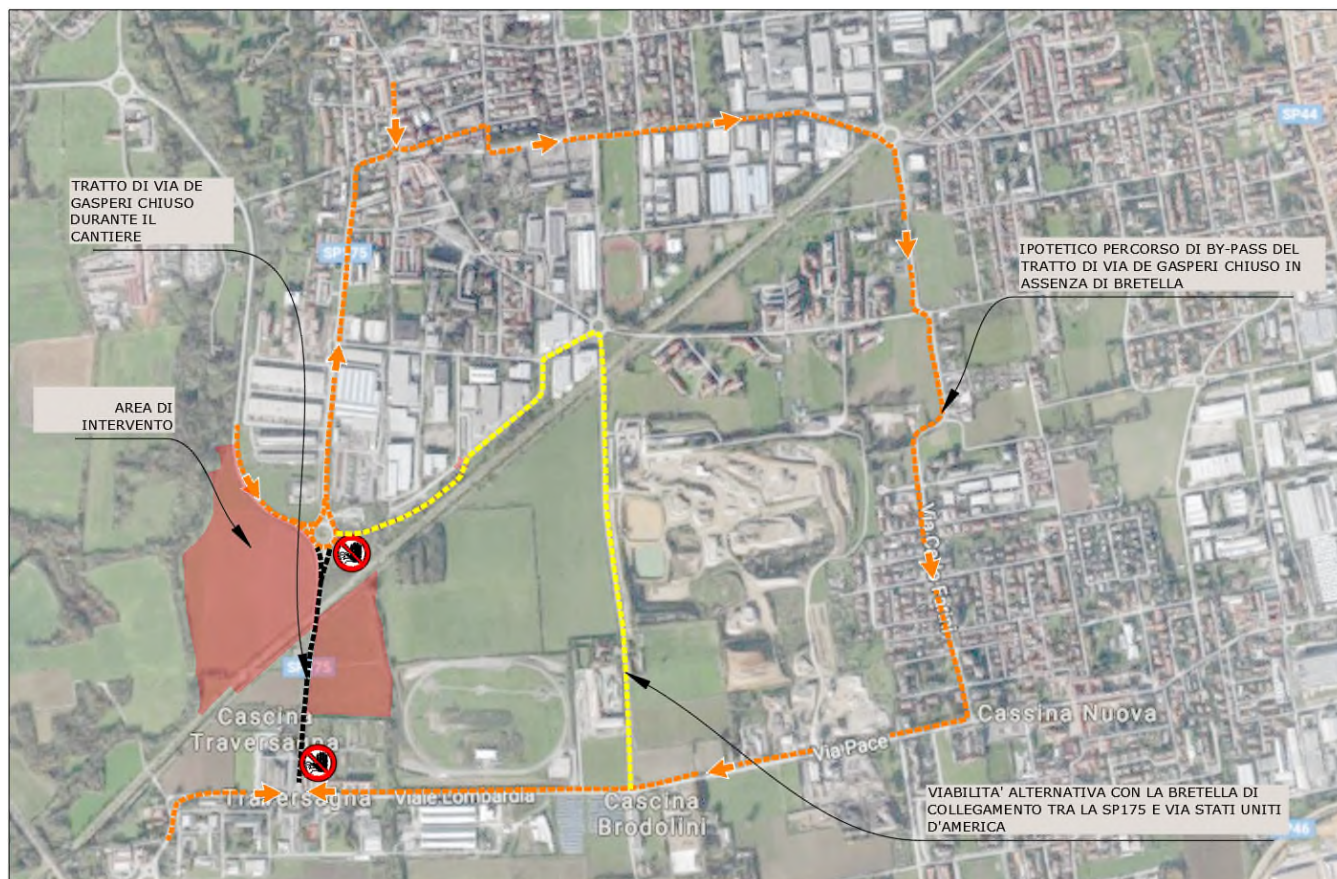 SP44
TRATTO DI VIA DE
GASPERI CHIUSO
DURANTE IL
CANTIERE
IPOTETICO PERCORSO DI BY-PASS DEL
TRATTO DI VIA DE GASPERI CHIUSO IN
ASSENZA DI BRETELLA
AREA DI
INTERVENTO
Cascina
Traversagna
Cassina Nuova
Via Pace
Traversagna
Viale Lombardia
Cascina
Brodolini
VIABILITA' ALTERNATIVA CON LA BRETELLA DI
COLLEGAMENTO TRA LA SP175 E VIA STATI UNITI
D'AMERICA
SP46